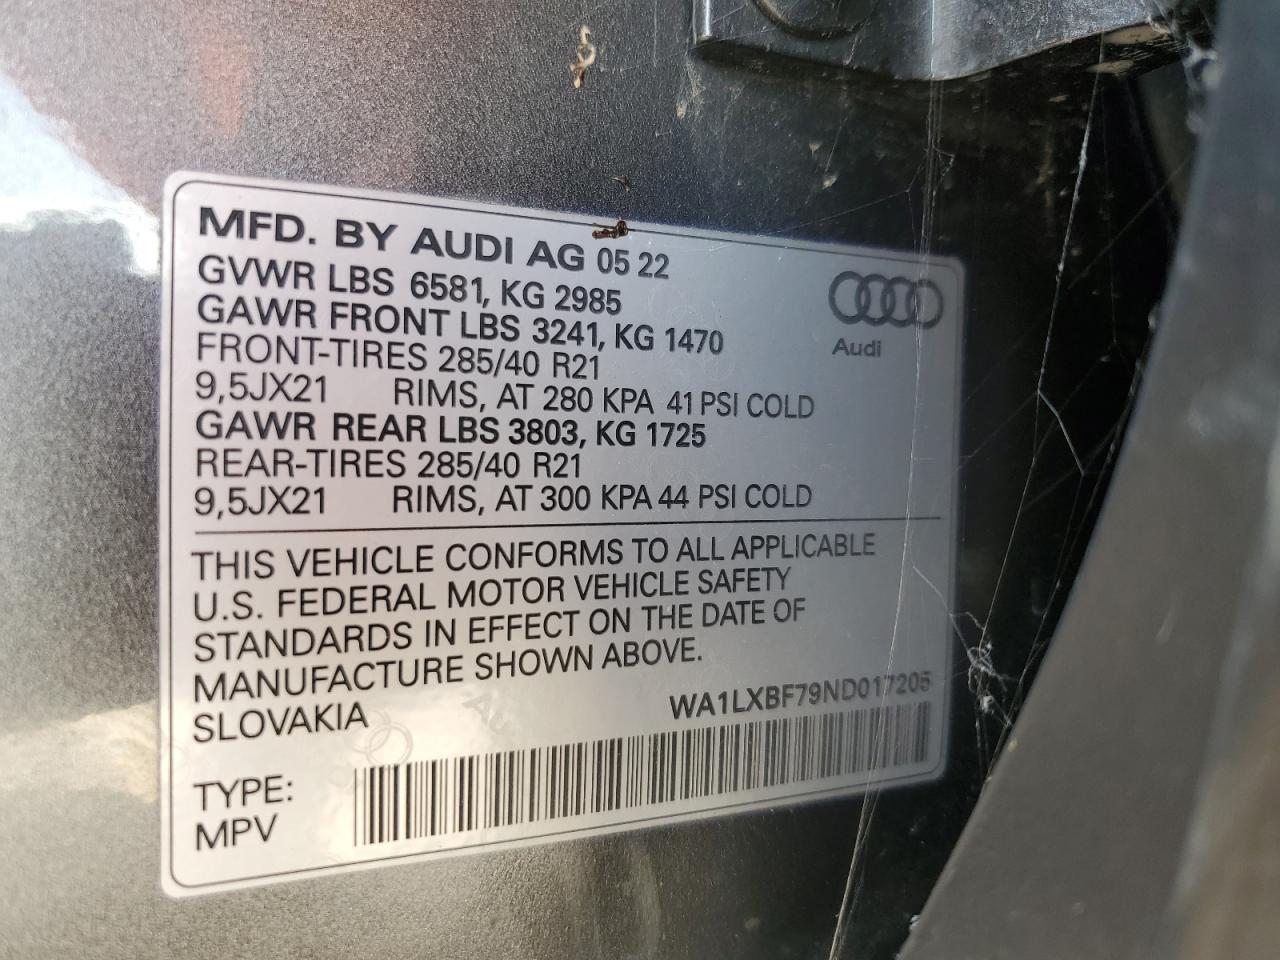 MFD. BY AUDI AG 05 22
GVWR LBS 6581, KG 2985
GAWR FRONT LBS 3241, KG 1470
FRONT-TIRES 285/40 R21
9,5JX21 RIMS, AT 280 KPA 41 PSI COLD
GAWR REAR LBS 3803, KG 1725
REAR-TIRES 285/40 R21
9,5JX21 RIMS, AT 300 KPA 44 PSI COLD
Audi
THIS VEHICLE CONFORMS TO ALL APPLICABLE
U.S. FEDERAL MOTOR VEHICLE SAFETY
STANDARDS IN EFFECT ON THE DATE OF
MANUFACTURE SHOWN ABOVE.
SLOVAKIA
WA1LXBF79ND017205
TYPE:
MPV